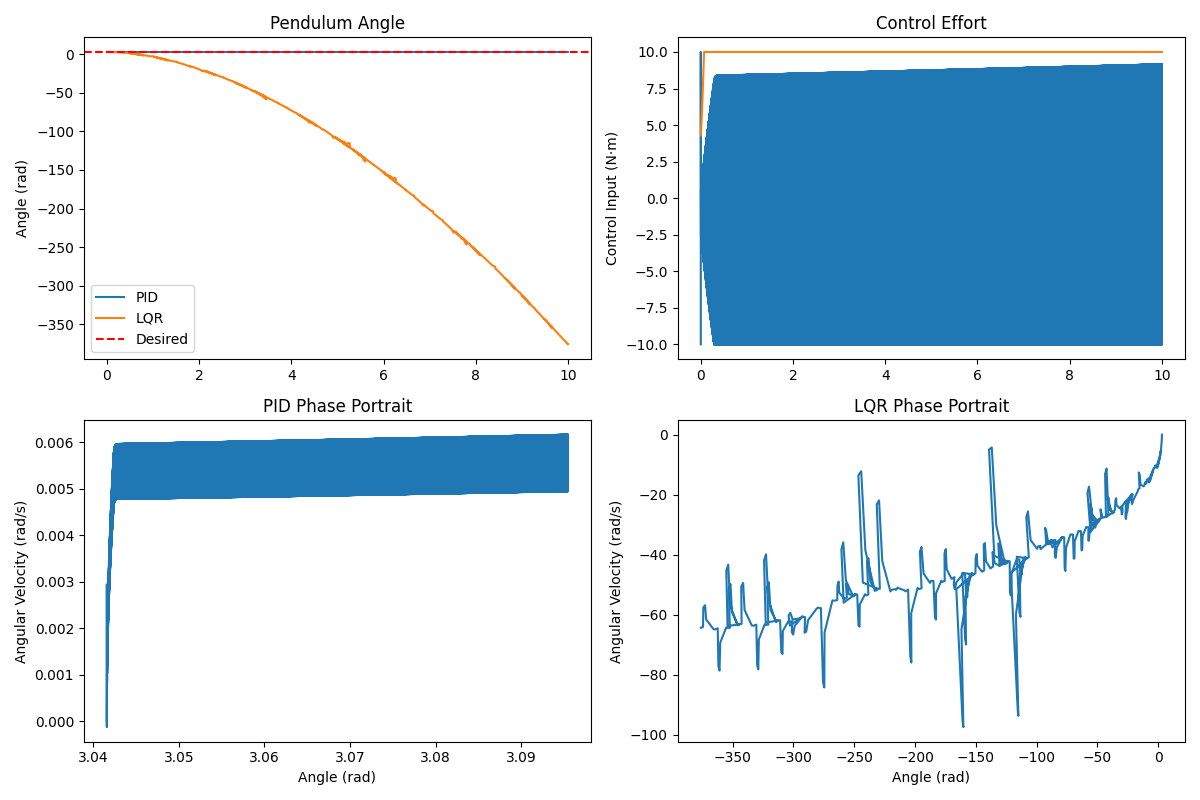 Pendulum Angle
Angle (rad)
0
−50
−100
−150
−200
−250
−300
−350
0 2 4 6 8 10
PID
LQR
Desired
Control Effort
Control Input (N·m)
10.0
7.5
5.0
2.5
0.0
−2.5
−5.0
−7.5
−10.0
0 2 4 6 8 10
PID Phase Portrait
Angular Velocity (rad/s)
0.006
0.005
0.004
0.003
0.002
0.001
0.000
3.04 3.05 3.06 3.07 3.08 3.09
Angle (rad)
LQR Phase Portrait
Angular Velocity (rad/s)
0
−20
−40
−60
−80
−100
−350 −300 −250 −200 −150 −100 −50 0
Angle (rad)